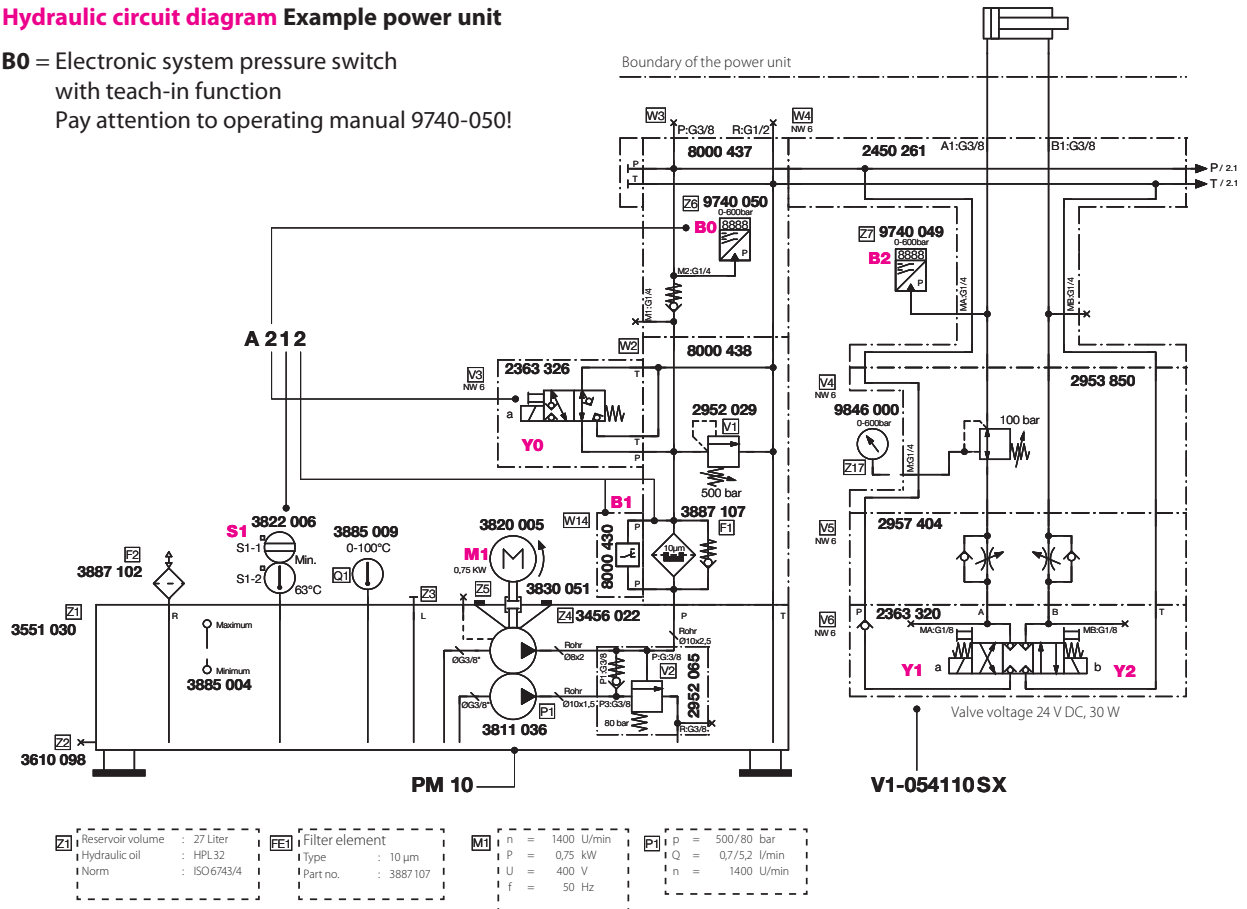 Hydraulic circuit diagram Example power unit
B0 = Electronic system pressure switch
with teach-in function
Pay attention to operating manual 9740-050!
Boundary of the power unit
W3
P:G3/8
R:G1/2
W4
NW 6
8000 437
2450 261
A1:G3/8
B1:G3/8
P
T
P / 2.1
T / 2.1
Z6 9740 050
0-600bar
B0
8888
P
M2:G1/4
M1:G1/4
Z7 9740 049
0-600bar
B2
8888
P
MA:G1/4
MB:G1/4
A 212
W2
8000 438
V3
NW 6
2363 326
T
a
Y0
T
P
2952 029
V1
500 bar
V4
NW 6
2953 850
9846 000
0-600bar
Z17
M:G1/4
100 bar
B1
3887 107
W14
F1
8000 430
P
P
10µm
S1
3822 006
S1-1
Min.
S1-2
63°C
3885 009
0-100°C
Q1
3820 005
M1
M
0,75 KW
3830 051
V5
NW 6
2957 404
F2
3887 102
Z1
3551 030
R
Maximum
Minimum
3885 004
Z3
L
Z5
Z4 3456 022
P
T
Rohr
Ø10x2,5
ØG3/8"
Rohr
Ø8x2
P:G:3/8
P1:G3/8
V2
2952 065
ØG3/8"
P1
Rohr
Ø10x1,5
P3:G3/8
80 bar
R:G3/8
3811 036
V6
NW 6
P
2363 320
A
B
T
MA:G1/8
MB:G1/8
Y1
a
b
Y2
Valve voltage 24 V DC, 30 W
Z2
3610 098
PM 10
V1-054110 SX
Z1
Reservoir volume : 27 Liter
Hydraulic oil : HPL 32
Norm : ISO 6743/4
FE1
Filter element
Type : 10 µm
Part no. : 3887 107
M1
n = 1400 U/min
P = 0,75 kW
U = 400 V
f = 50 Hz
P1
p = 500/80 bar
Q = 0,7/5,2 l/min
n = 1400 U/min